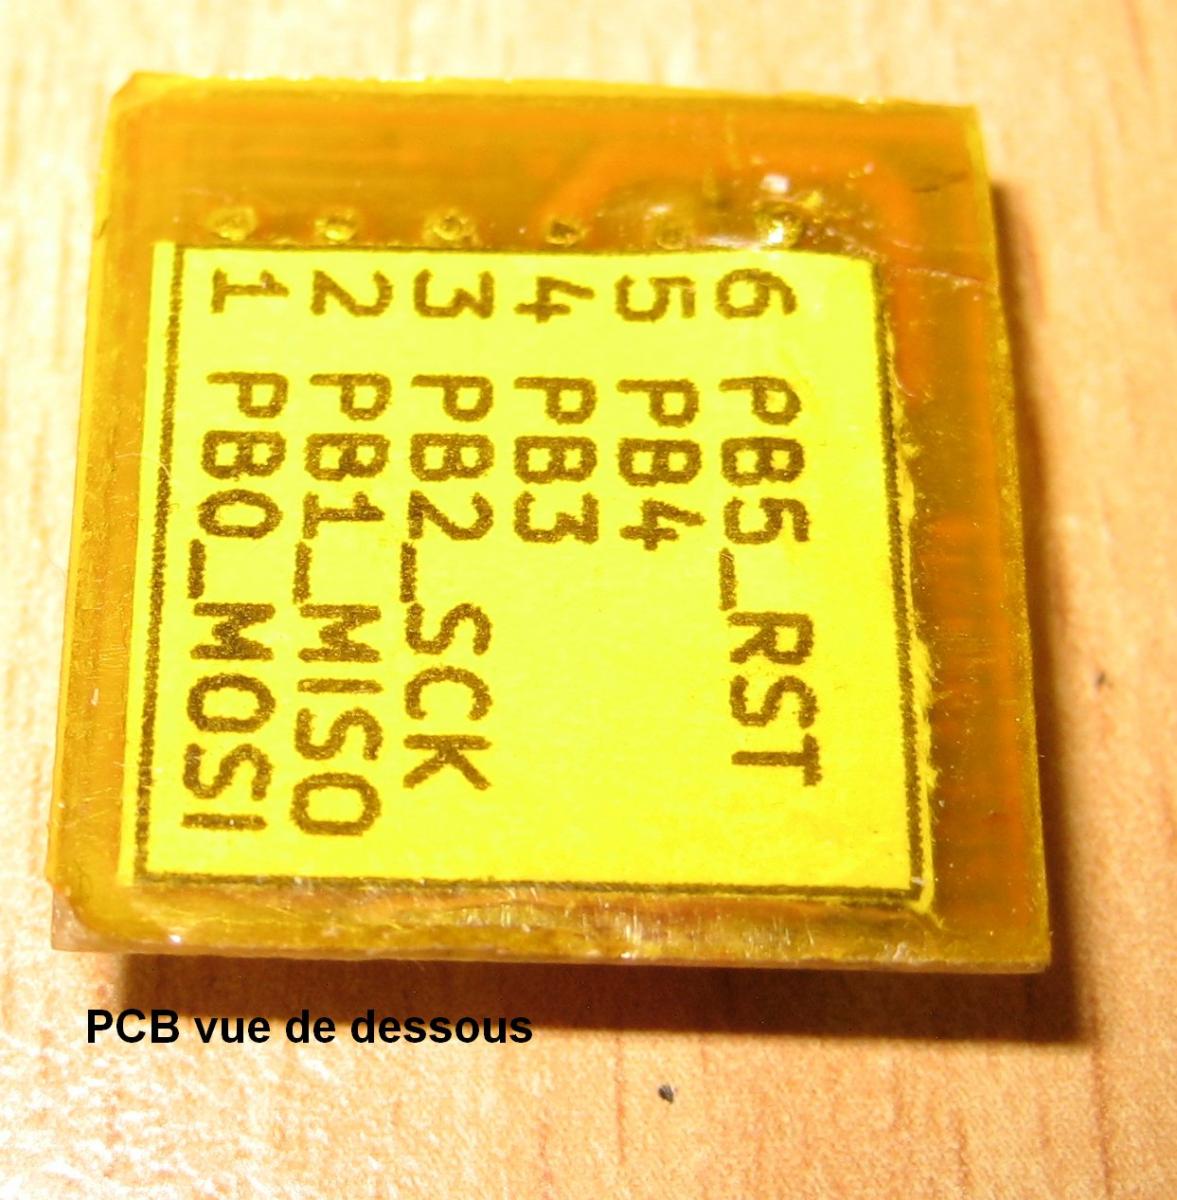 6 PB5_RST
5 PB4
4 PB3
3 PB2_SCK
2 PB1_MISO
1 PB0_MOSI
PCB vue de dessous